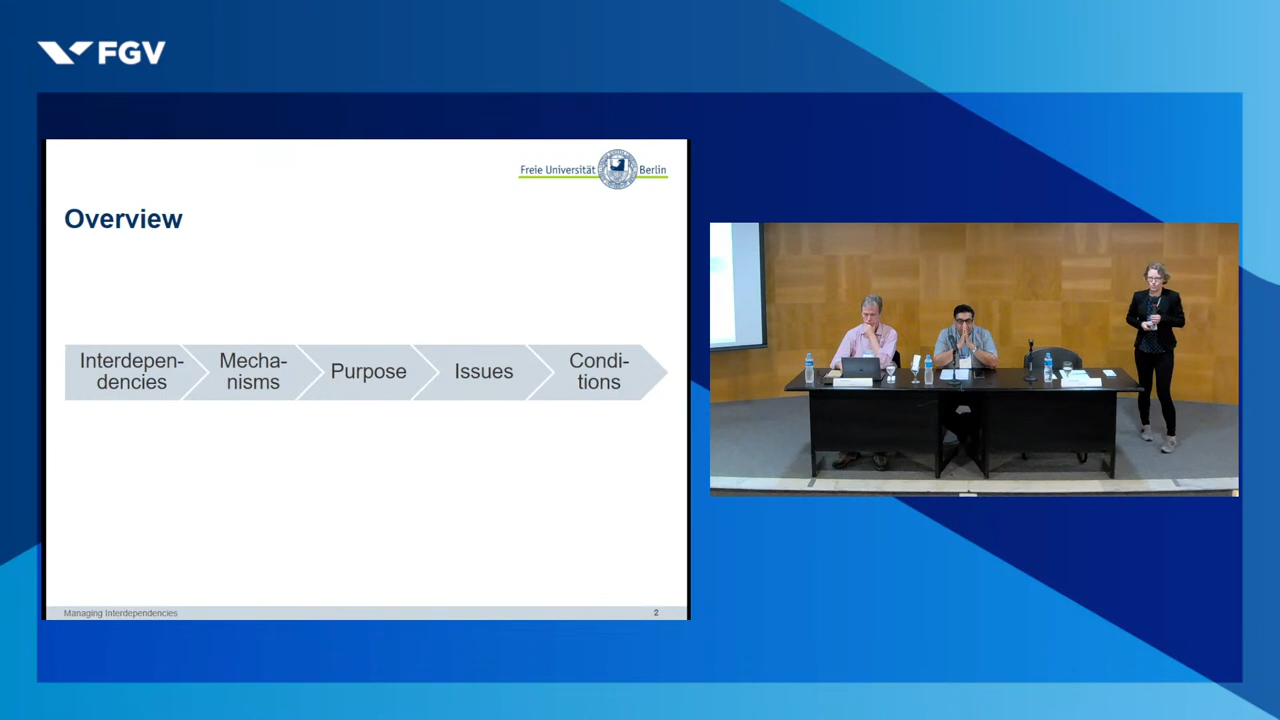 FGV
Freie Universität Berlin
Overview
Interdepen-
dencies
Mecha-
nisms
Purpose
Issues
Condi-
tions
Managing Interdependencies
2